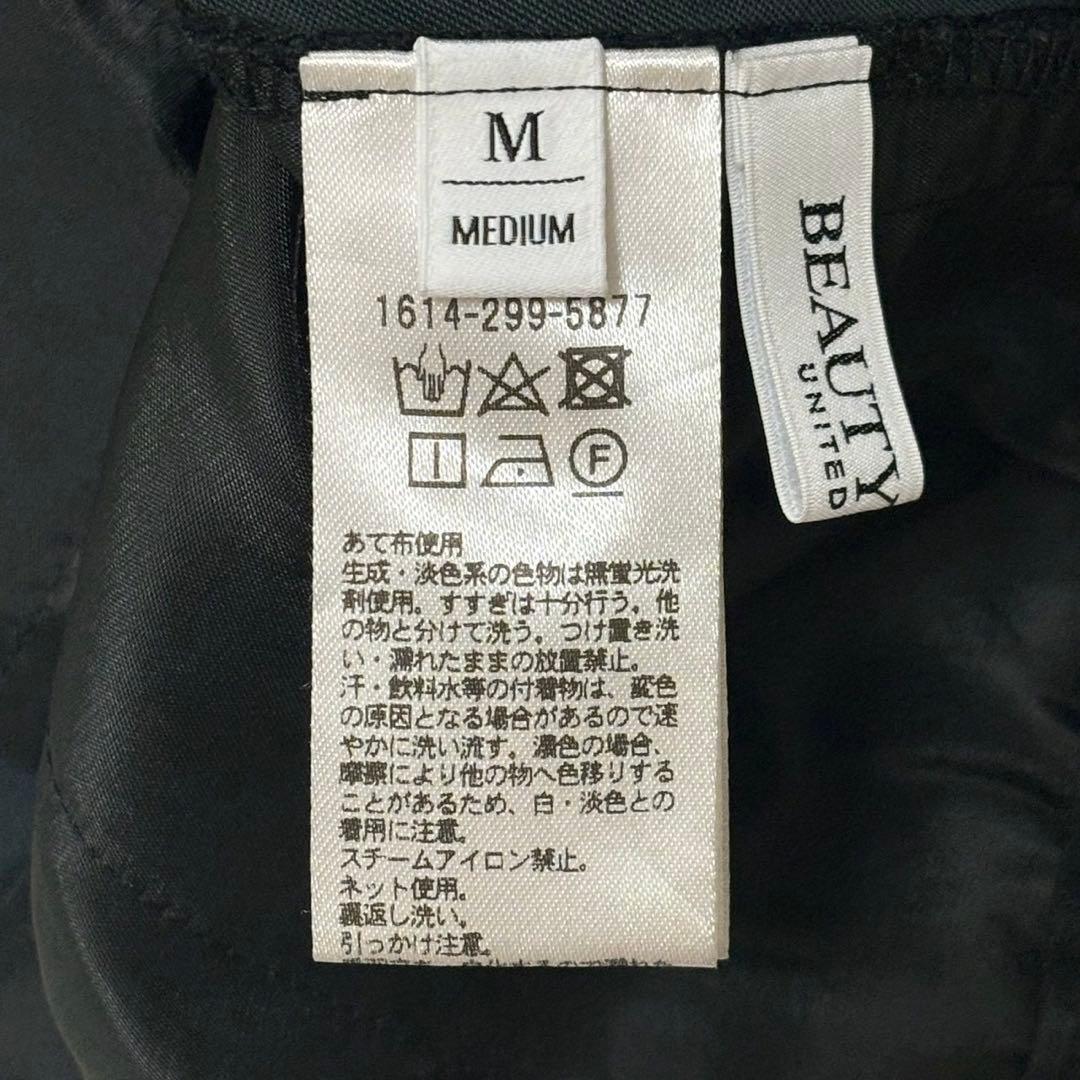 M
MEDIUM
1614-299-5877
F
あて布使用
生成・淡色系の色物は無蛍光洗
剤使用。すすぎは十分行う。他
の物と分けて洗う。つけ置き洗
い・濡れたままの放置禁止。
汗・飲料水等の付着物は、変色
の原因となる場合があるので速
やかに洗い流す。濃色の場合、
摩擦により他の物へ色移りする
ことがあるため、白・淡色との
着用に注意。
スチームアイロン禁止。
ネット使用。
裏返し洗い。
引っかけ注意。
BEAUTY
UNITED